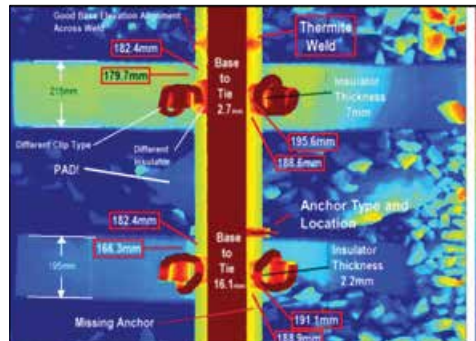 Good Base Elevation Alignment
Across Weld
Thermite
Weld
182.4mm
179.7mm
Base
to
Tie
2.7mm
Insulator
Thickness
7mm
215mm
195.6mm
188.6mm
Different Clip Type
Different
Insulator
PAD!
Anchor Type and
Location
182.4mm
166.3mm
Base
to
Tie
16.1mm
Insulator
Thickness
2.2mm
195mm
191.1mm
Missing Anchor
188.9mm